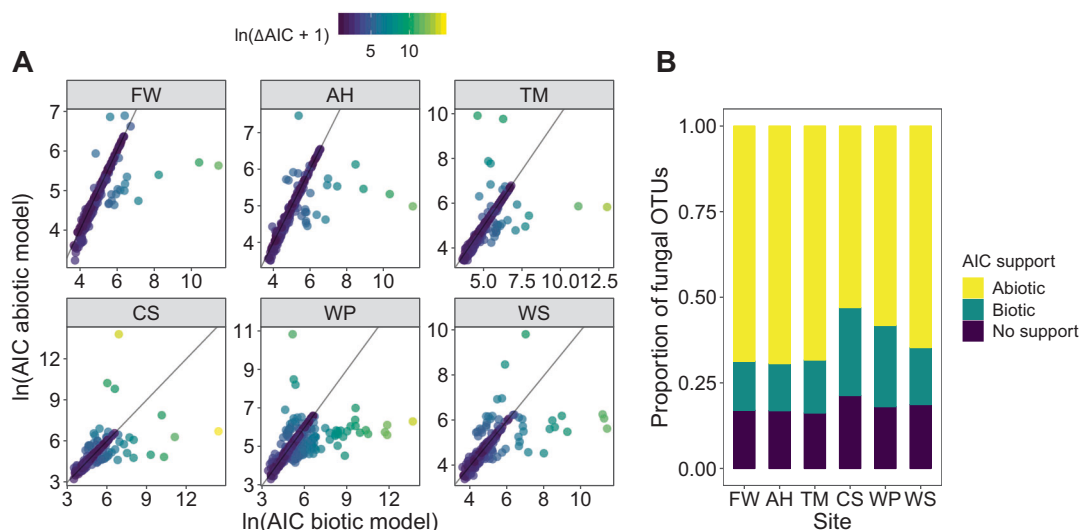 ln(ΔAIC + 1)
5 10
A
B
FW AH TM
7
6
5
4
4 6 8 10
7
6
5
4
4 6 8 10
10
8
6
4
5.0 7.5 10.0 12.5
CS WP WS
12
9
6
3
3 6 9 12
11
9
7
5
3
4 6 8 10 12
10
8
6
4
4 6 8 10
ln(AIC abiotic model)
ln(AIC biotic model)
Proportion of fungal OTUs
1.00
0.75
0.50
0.25
0.00
FW AH TM CS WP WS
Site
AIC support
Abiotic
Biotic
No support